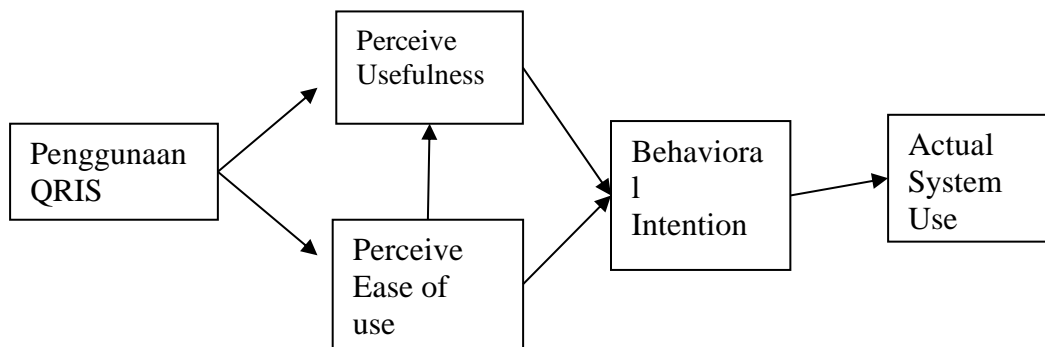 Penggunaan
QRIS
Perceive
Usefulness
Perceive
Ease of
use
Behaviora
l
Intention
Actual
System
Use